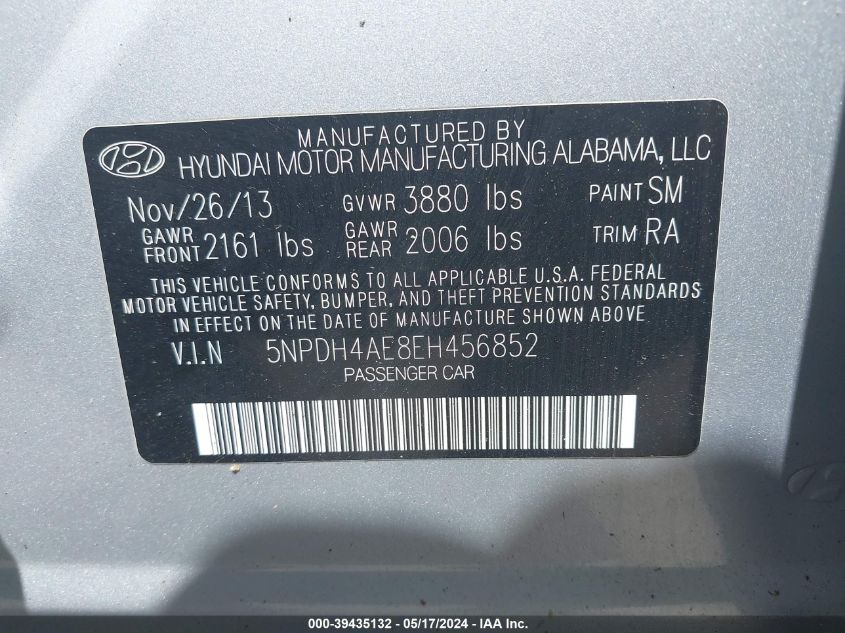 MANUFACTURED BY
HYUNDAI MOTOR MANUFACTURING ALABAMA, LLC
Nov/26/13 GVWR 3880 lbs PAINT SM
GAWR FRONT 2161 lbs GAWR REAR 2006 lbs TRIM RA
THIS VEHICLE CONFORMS TO ALL APPLICABLE U.S.A. FEDERAL
MOTOR VEHICLE SAFETY, BUMPER, AND THEFT PREVENTION STANDARDS
IN EFFECT ON THE DATE OF MANUFACTURE SHOWN ABOVE.
V.I.N 5NPDH4AE8EH456852
PASSENGER CAR
000-39435132 - 05/17/2024 - IAA Inc.